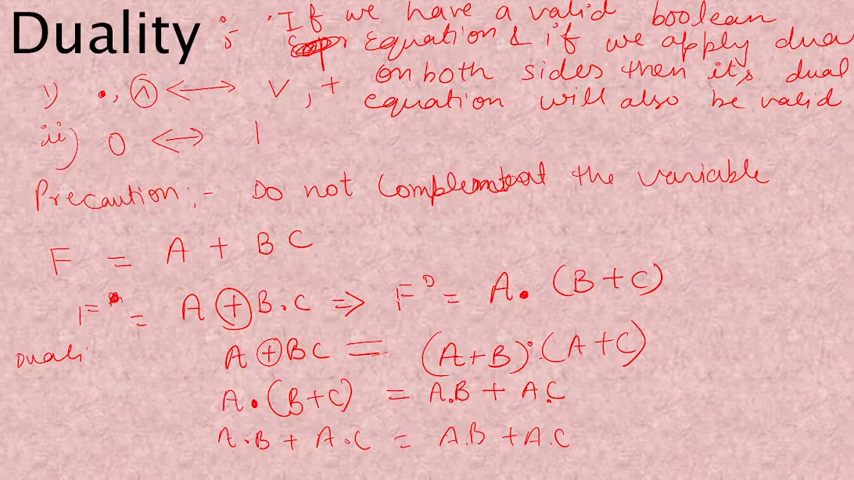 Duality :- "If we have a valid boolean
Equation & if we apply dual
on both sides then it's dual
equation will also be valid
i) ., ∧ ⟷ ∨, +
ii) 0 ⟷ 1
Precaution :- Do not the variable
F = A + BC
F = A + B.C ⇒ F^D = A . (B+C)
Duali
A + BC = (A+B).(A+C)
A . (B+C) = A.B + A.C
A.B + A.C = A.B + A.C